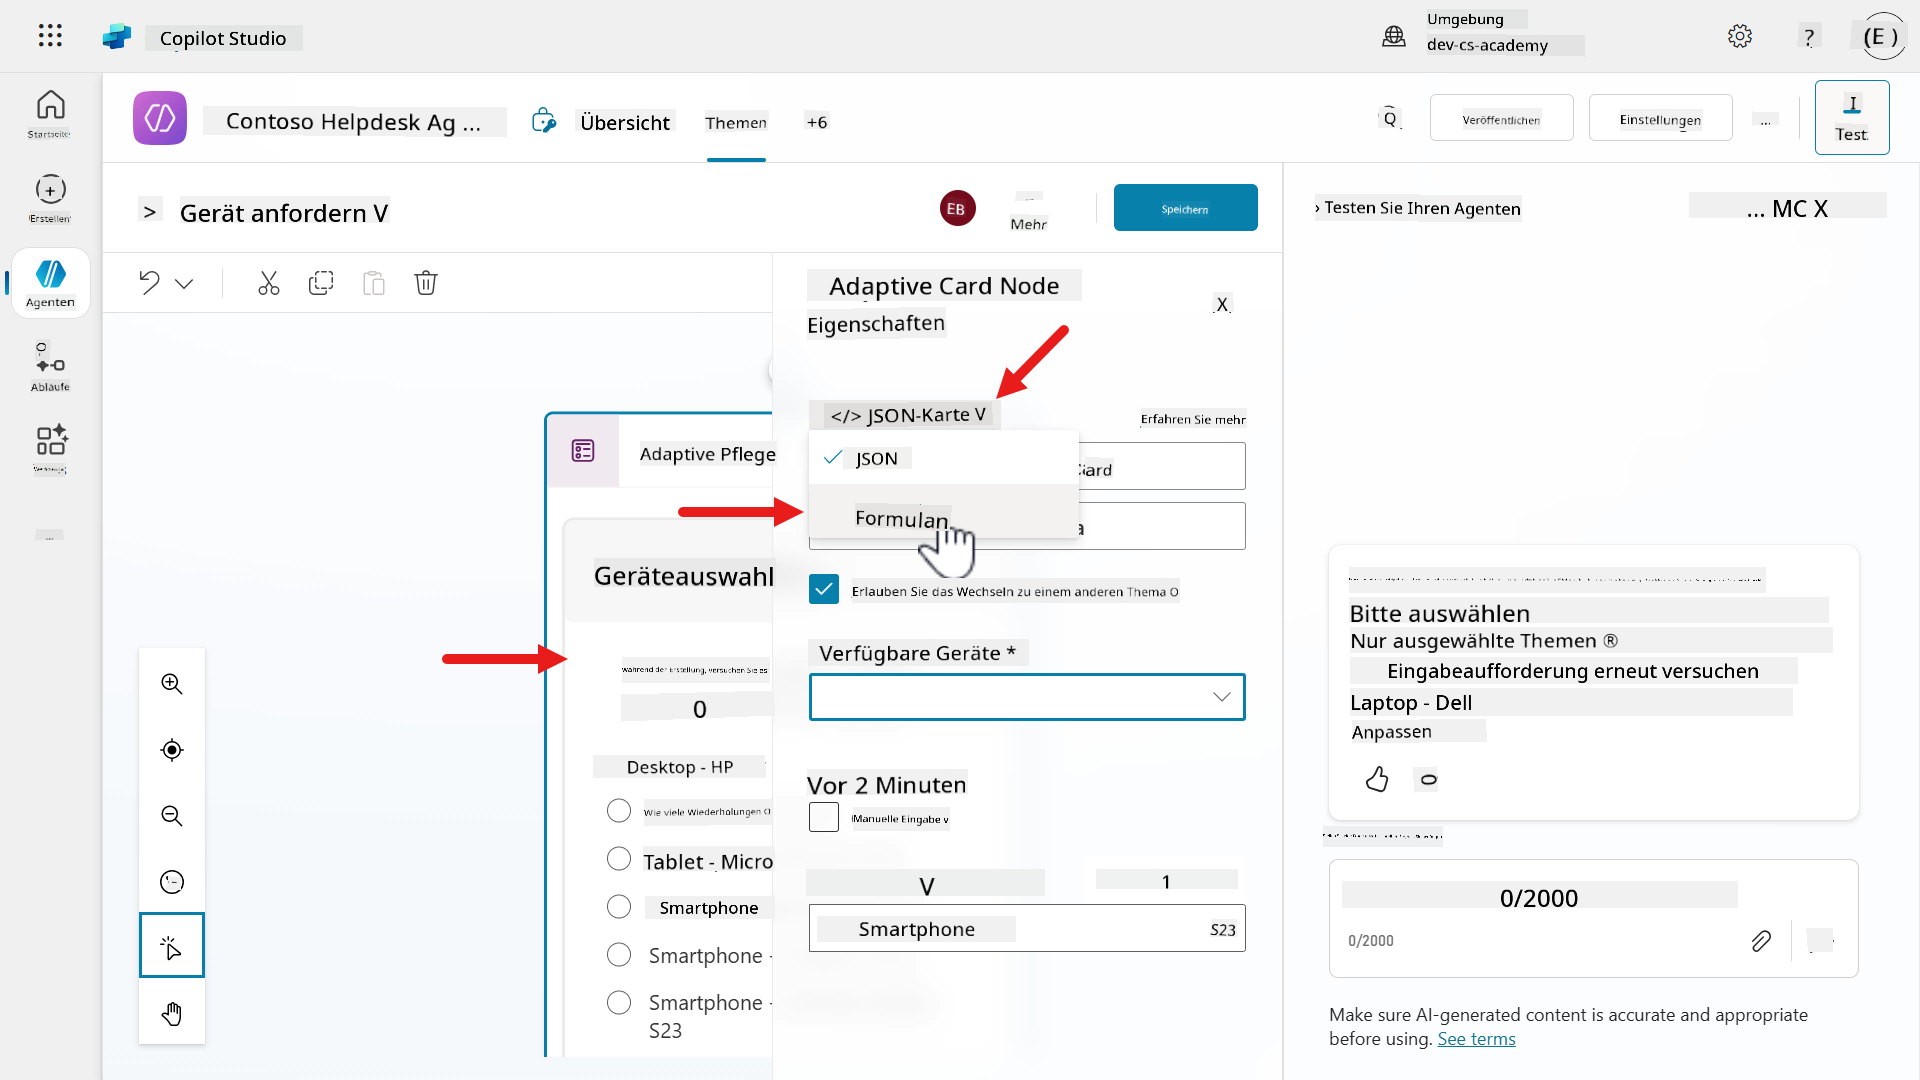 Copilot Studio
Umgebung
dev-cs-academy
?
(E )
Startseite
Contoso Helpdesk Ag ...
Übersicht
Themen
+6
Q
Veröffentlichen
Einstellungen
...
I
Test
Erstellen
> Gerät anfordern V
EB
Mehr
Speichern
› Testen Sie Ihren Agenten
... MC X
Agenten
Adaptive Card Node
X
Eigenschaften
Abläufe
</> JSON-Karte V
Erfahren Sie mehr
Adaptive Pflege
JSON
Card
Formulan
a
Geräteauswahl
Erlauben Sie das Wechseln zu einem anderen Thema O
Bitte auswählen
Nur ausgewählte Themen ®
Eingabeaufforderung erneut versuchen
Laptop - Dell
Anpassen
0
während der Erstellung, versuchen Sie es
0
Verfügbare Geräte *
Desktop - HP
Wie viele Wiederholungen O
Tablet - Micro
Smartphone
Smartphone -
Smartphone -
S23
Vor 2 Minuten
Manuelle Eingabe v
V
1
Smartphone
S23
0/2000
0/2000
Make sure AI-generated content is accurate and appropriate
before using. See terms